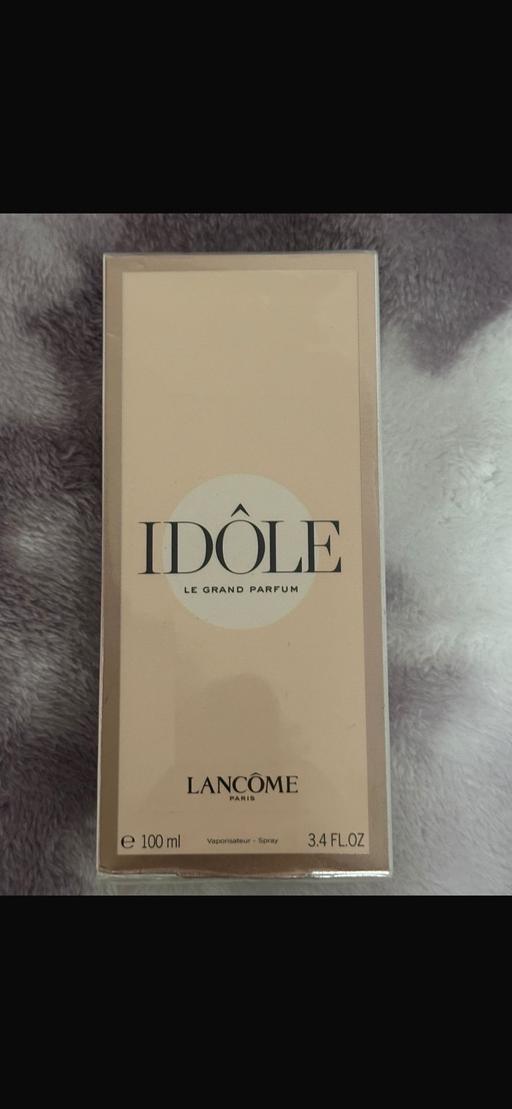 IDÔLE
LE GRAND PARFUM
LANCÔME
PARIS
℮ 100 ml Vaporisateur - Spray 3.4 FL.OZ